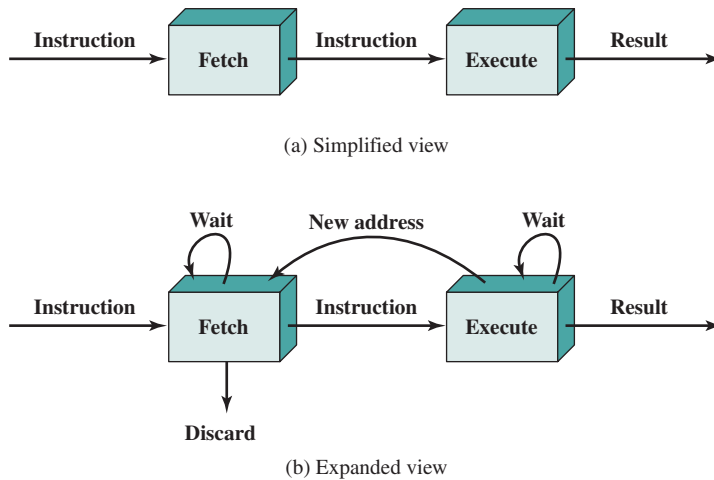 Instruction
Fetch
Instruction
Execute
Result
(a) Simplified view
Wait
New address
Wait
Instruction
Fetch
Instruction
Execute
Result
Discard
(b) Expanded view